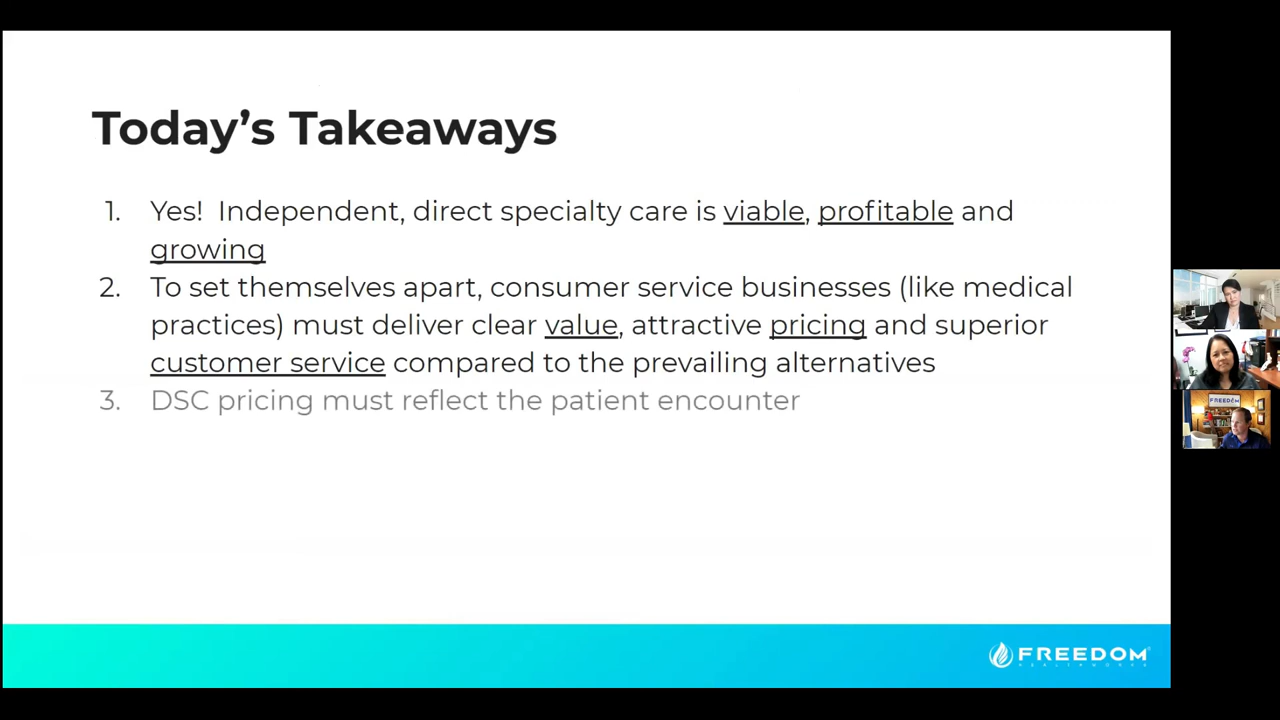 Today's Takeaways
1. Yes!  Independent, direct specialty care is viable, profitable and
growing
2. To set themselves apart, consumer service businesses (like medical
practices) must deliver clear value, attractive pricing and superior
customer service compared to the prevailing alternatives
3. DSC pricing must reflect the patient encounter
FREEDOM
HEALTHWORKS
FREEDOM